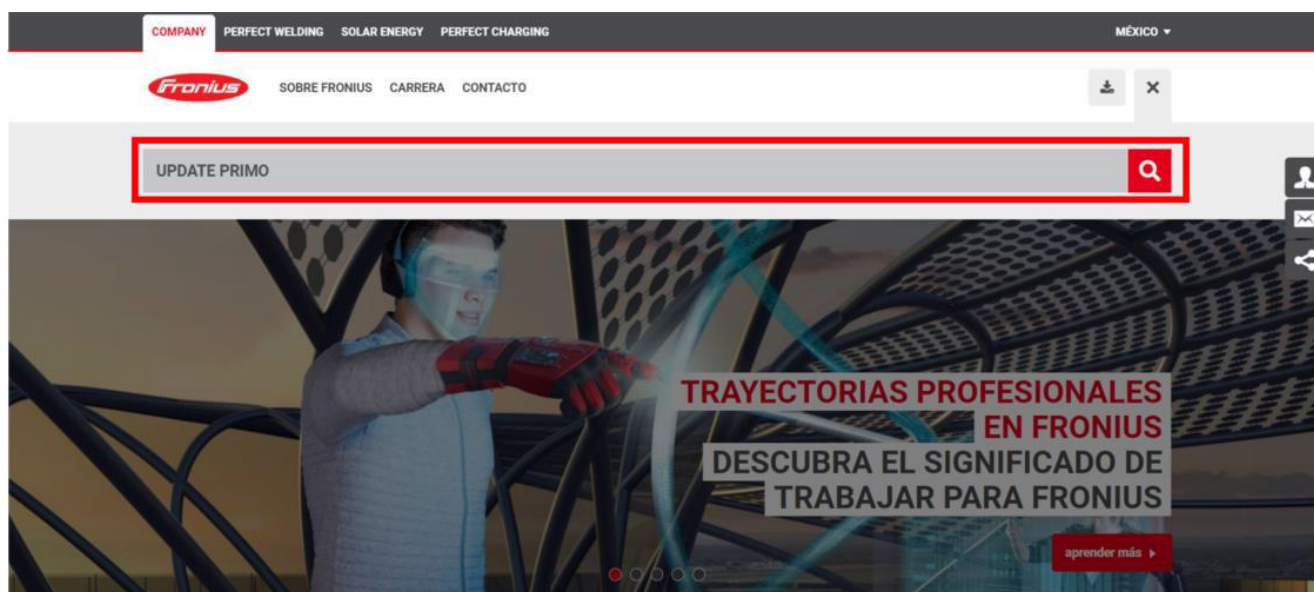 COMPANY PERFECT WELDING SOLAR ENERGY PERFECT CHARGING MÉXICO
Fronius SOBRE FRONIUS CARRERA CONTACTO
UPDATE PRIMO
TRAYECTORIAS PROFESIONALES
EN FRONIUS
DESCUBRA EL SIGNIFICADO DE
TRABAJAR PARA FRONIUS
aprender más